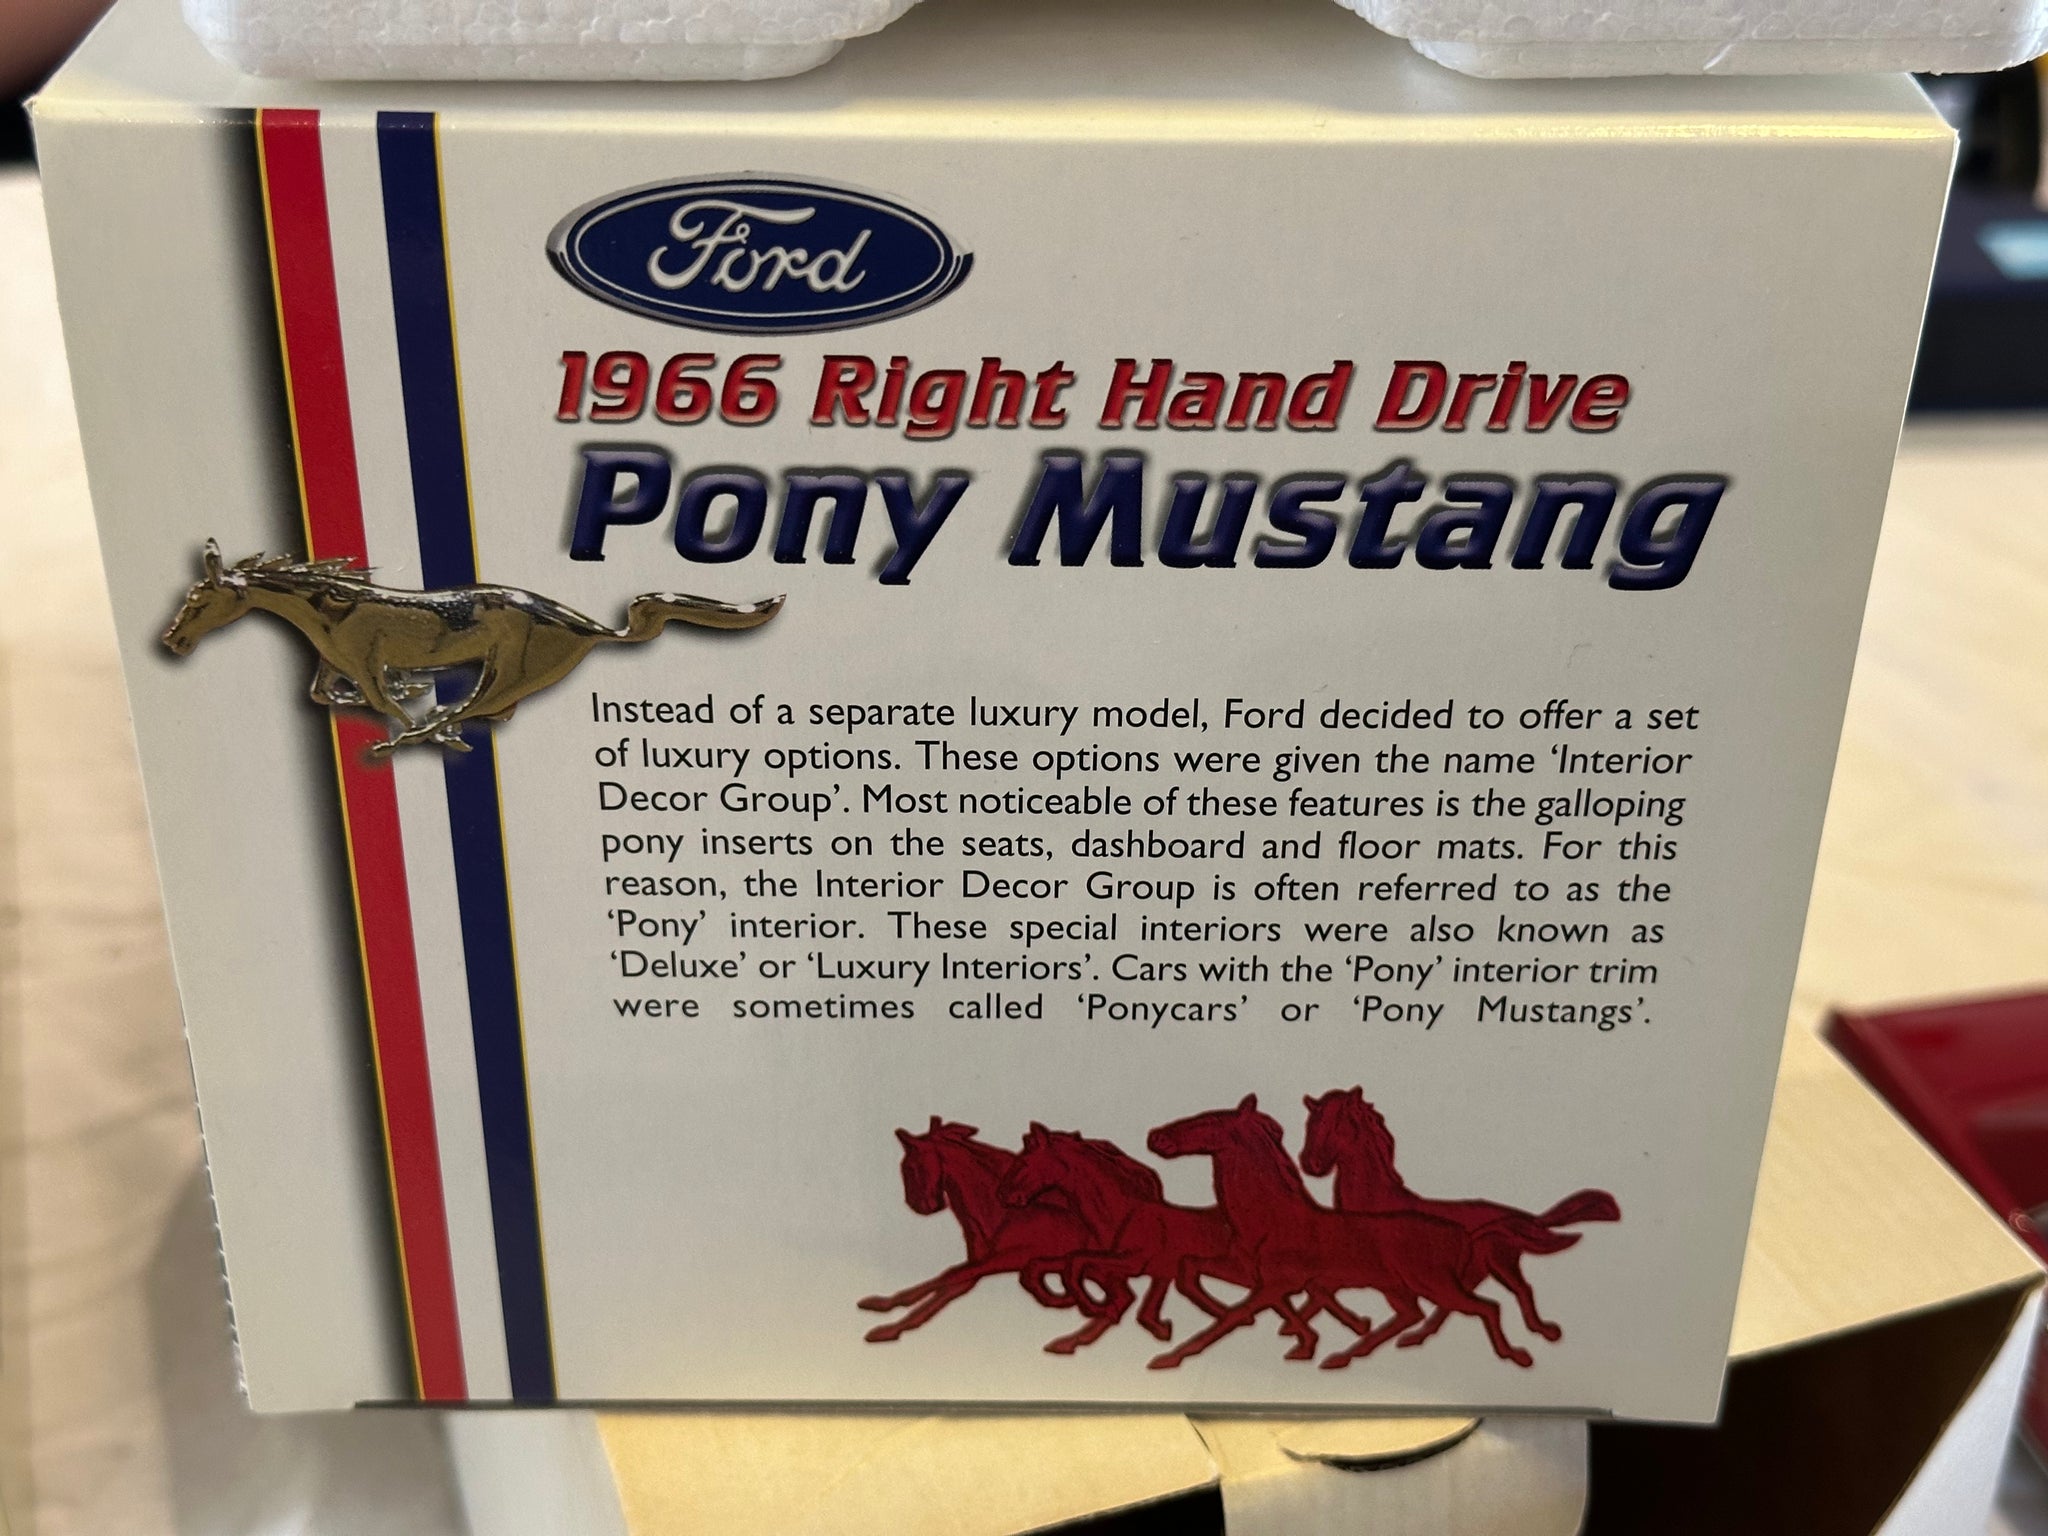 Ford
1966 Right Hand Drive
Pony Mustang
Instead of a separate luxury model, Ford decided to offer a set
of luxury options. These options were given the name ‘Interior
Decor Group’. Most noticeable of these features is the galloping
pony inserts on the seats, dashboard and floor mats. For this
reason, the Interior Decor Group is often referred to as the
‘Pony’ interior. These special interiors were also known as
‘Deluxe’ or ‘Luxury Interiors’. Cars with the ‘Pony’ interior trim
were sometimes called ‘Ponycars’ or ‘Pony Mustangs’.